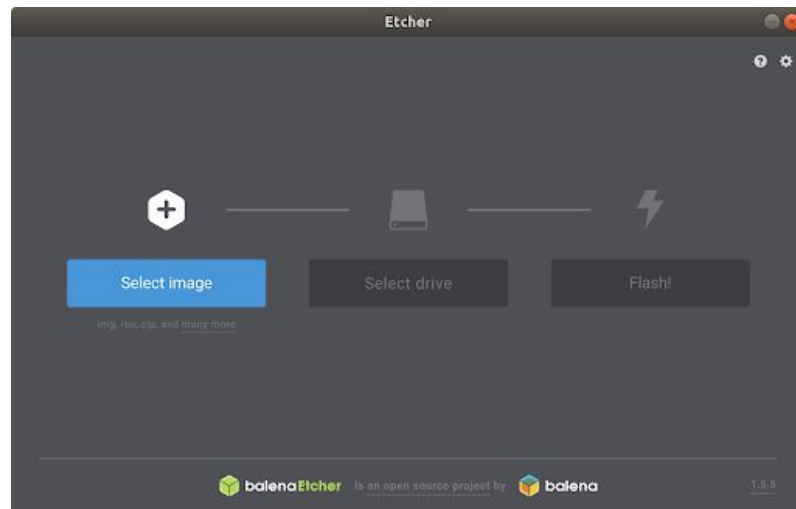 Etcher
Select image
Select drive
Flash!
img, iso, zip, and many more
balenaEtcher is an open source project by balena
1.5.5